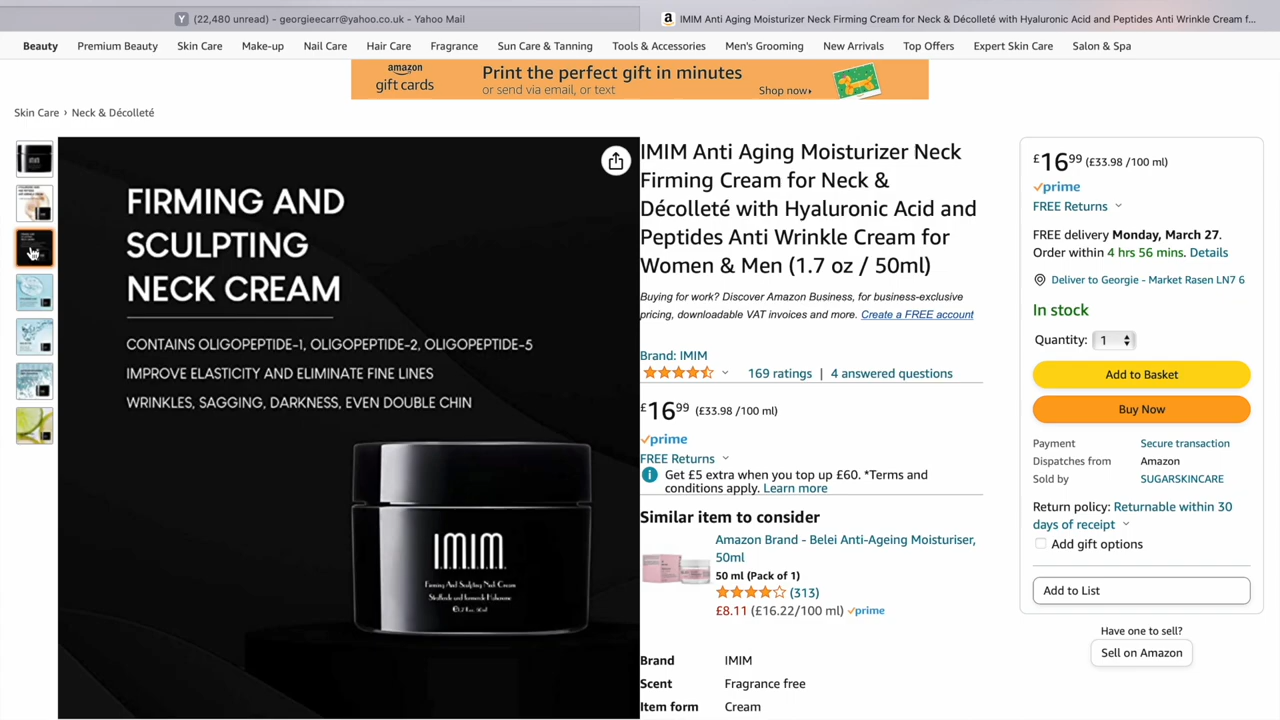 (22,480 unread) - georgieecarr@yahoo.co.uk - Yahoo Mail
IMIM Anti Aging Moisturizer Neck Firming Cream for Neck & Décolleté with Hyaluronic Acid and Peptides Anti Wrinkle Cream f...
Beauty Premium Beauty Skin Care Make-up Nail Care Hair Care Fragrance Sun Care & Tanning Tools & Accessories Men's Grooming New Arrivals Top Offers Expert Skin Care Salon & Spa
amazon
gift cards
Print the perfect gift in minutes
or send via email, or text
Shop now
Skin Care › Neck & Décolleté
FIRMING AND
SCULPTING
NECK CREAM
CONTAINS OLIGOPEPTIDE-1, OLIGOPEPTIDE-2, OLIGOPEPTIDE-5
IMPROVE ELASTICITY AND ELIMINATE FINE LINES
WRINKLES, SAGGING, DARKNESS, EVEN DOUBLE CHIN
I.M.I.M.
Firming And Sculpting Neck Cream
IMIM Anti Aging Moisturizer Neck
Firming Cream for Neck &
Décolleté with Hyaluronic Acid and
Peptides Anti Wrinkle Cream for
Women & Men (1.7 oz / 50ml)
Buying for work? Discover Amazon Business, for business-exclusive
pricing, downloadable VAT invoices and more. Create a FREE account
Brand: IMIM
169 ratings | 4 answered questions
£16.99 (£33.98 /100 ml)
prime
FREE Returns
Get £5 extra when you top up £60. *Terms and
conditions apply. Learn more
Similar item to consider
Amazon Brand - Belei Anti-Ageing Moisturiser,
50ml
50 ml (Pack of 1)
(313)
£8.11 (£16.22/100 ml) prime
Brand IMIM
Scent Fragrance free
Item form Cream
£16.99 (£33.98 /100 ml)
prime
FREE Returns
FREE delivery Monday, March 27.
Order within 4 hrs 56 mins. Details
Deliver to Georgie - Market Rasen LN7 6
In stock
Quantity: 1
Add to Basket
Buy Now
Payment Secure transaction
Dispatches from Amazon
Sold by SUGARSKINCARE
Return policy: Returnable within 30
days of receipt
Add gift options
Add to List
Have one to sell?
Sell on Amazon